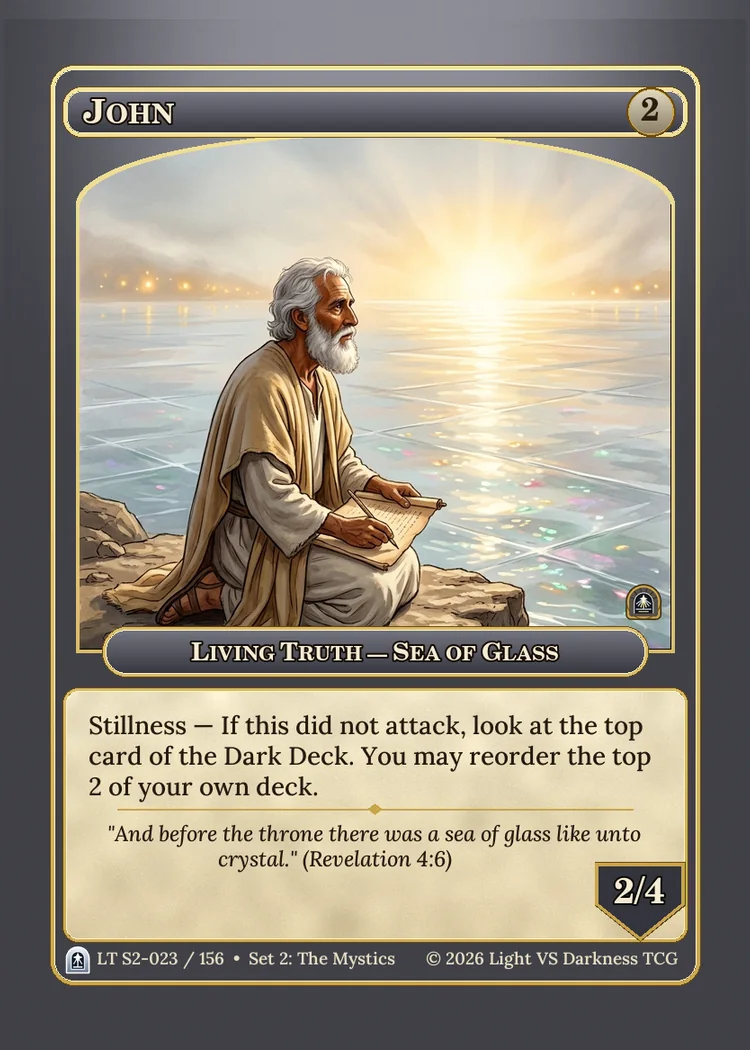 John
2
Living Truth — Sea of Glass
Stillness — If this did not attack, look at the top
card of the Dark Deck. You may reorder the top
2 of your own deck.
"And before the throne there was a sea of glass like unto
crystal." (Revelation 4:6)
2/4
LT S2-023 / 156 • Set 2: The Mystics © 2026 Light VS Darkness TCG